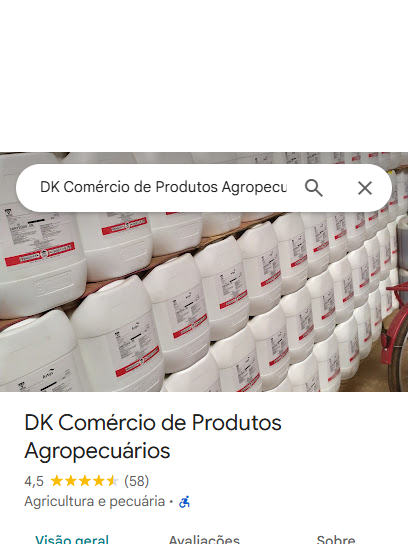 DK Comércio de Produtos Agropecu
DK Comércio de Produtos
Agropecuários
4,5 (58)
Agricultura e pecuária ·
Visão geral Avaliações Sobre